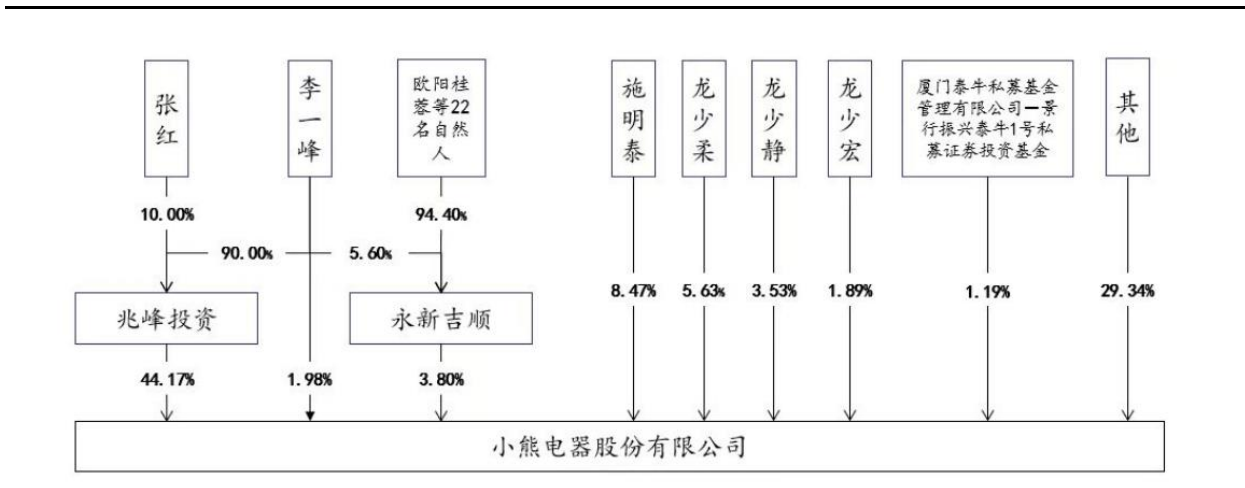 张红
李一峰
欧阳桂
蓉等22
名自然
人
施明泰
龙少柔
龙少静
龙少宏
厦门泰牛私募基金
管理有限公司—景
行振兴泰牛1号私
募证券投资基金
其他
10.00%
94.40%
90.00%
5.60%
兆峰投资
永新吉顺
8.47%
5.63%
3.53%
1.89%
1.19%
29.34%
44.17%
1.98%
3.80%
小熊电器股份有限公司